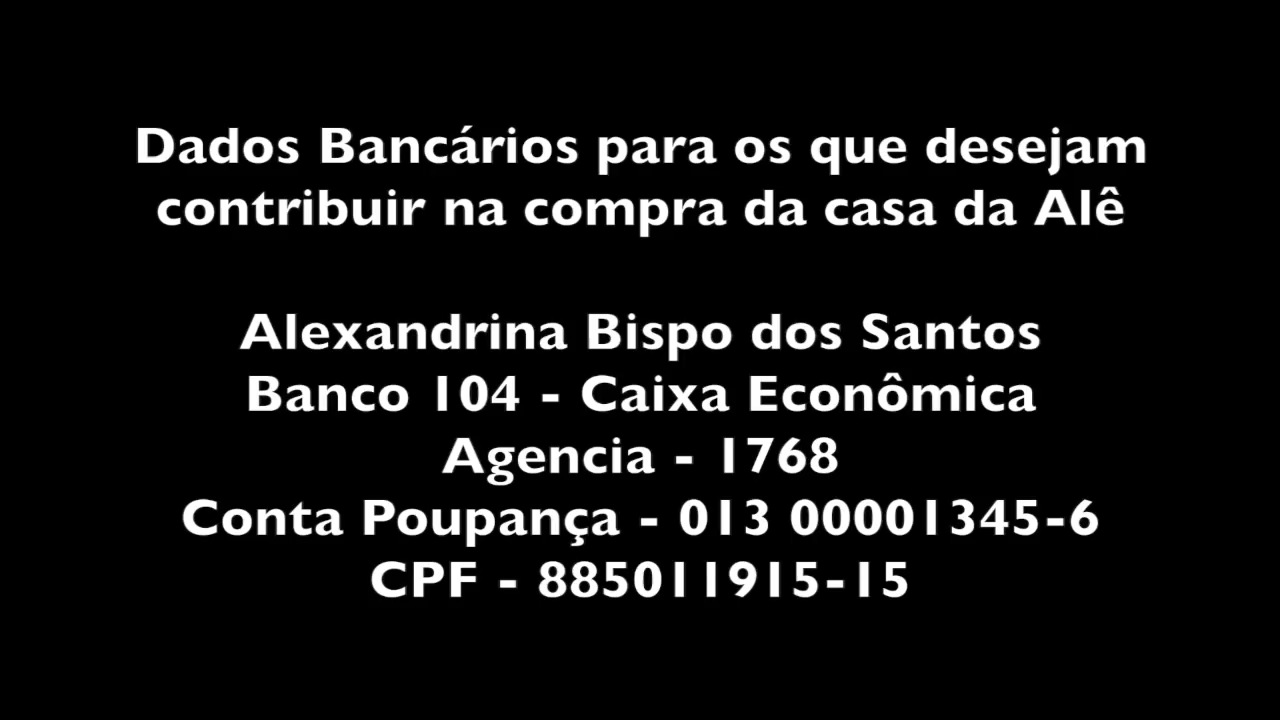 Dados Bancários para os que desejam
contribuir na compra da casa da Alê
Alexandrina Bispo dos Santos
Banco 104 - Caixa Econômica
Agencia - 1768
Conta Poupança - 013 00001345-6
CPF - 885011915-15